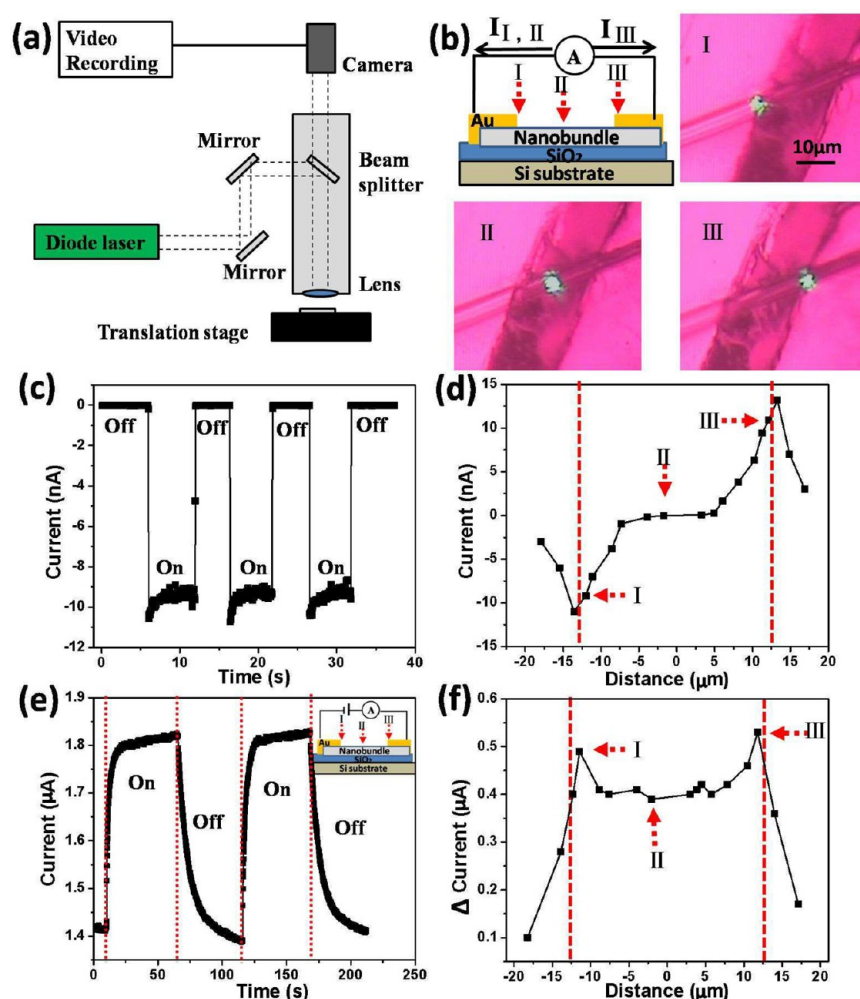 (a)
Video
Recording
Camera
Mirror
Beam
splitter
Diode laser
Mirror
Lens
Translation stage
(b)
I I , II
A
I III
I
II
III
Au
Nanobundle
SiO2
Si substrate
I
10μm
II
III
(c)
0
-2
-4
-6
-8
-10
-12
Current (nA)
Off
Off
Off
Off
On
On
On
0
10
20
30
40
Time (s)
(d)
15
10
5
0
-5
-10
-15
Current (nA)
III
II
I
-20
-15
-10
-5
0
5
10
15
20
Distance (μm)
(e)
1.9
1.8
1.7
1.6
1.5
1.4
1.3
Current (μA)
On
Off
On
Off
A
I
II
III
Au
Nanobundle
SiO2
Si substrate
0
50
100
150
200
250
Time (s)
(f)
0.6
0.5
0.4
0.3
0.2
0.1
Δ Current (μA)
I
II
III
-20
-15
-10
-5
0
5
10
15
20
Distance (μm)